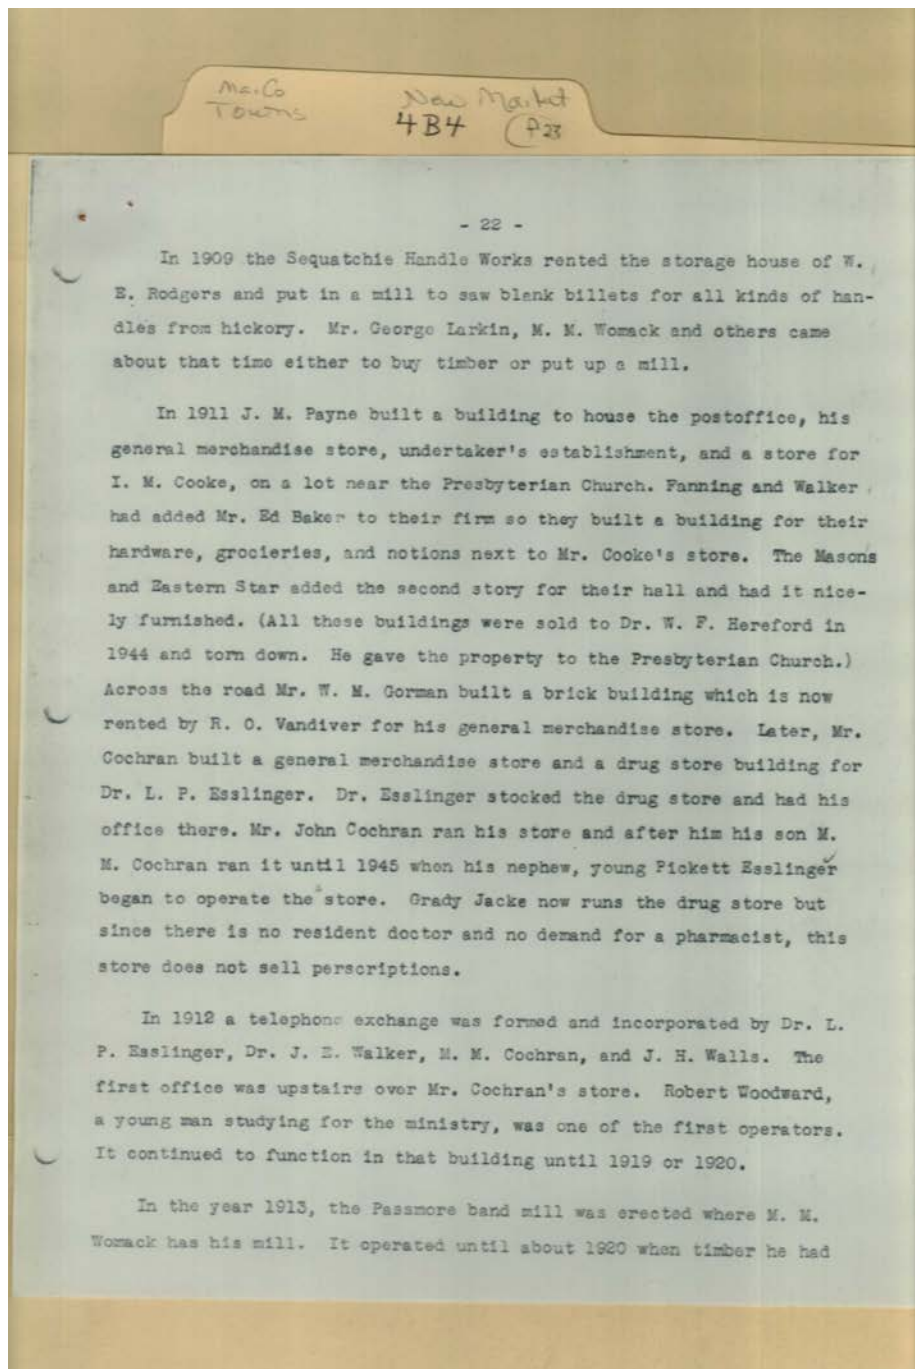 Ma.Co
Towns
New Market
4B4 (P23
- 22 -
In 1909 the Sequatchie Handle Works rented the storage house of W.
E. Rodgers and put in a mill to saw blank billets for all kinds of han-
dles from hickory. Mr. George Larkin, M. M. Womack and others came
about that time either to buy timber or put up a mill.
In 1911 J. M. Payne built a building to house the postoffice, his
general merchandise store, undertaker's establishment, and a store for
I. M. Cooke, on a lot near the Presbyterian Church. Fanning and Walker
had added Mr. Ed Baker to their firm so they built a building for their
hardware, grocieries, and notions next to Mr. Cooke's store. The Masons
and Eastern Star added the second story for their hall and had it nice-
ly furnished. (All these buildings were sold to Dr. W. F. Hereford in
1944 and torn down. He gave the property to the Presbyterian Church.)
Across the road Mr. W. M. Gorman built a brick building which is now
rented by R. O. Vandiver for his general merchandise store. Later, Mr.
Cochran built a general merchandise store and a drug store building for
Dr. L. P. Esslinger. Dr. Esslinger stocked the drug store and had his
office there. Mr. John Cochran ran his store and after him his son M.
M. Cochran ran it until 1945 when his nephew, young Pickett Esslinger
began to operate the store. Grady Jacke now runs the drug store but
since there is no resident doctor and no demand for a pharmacist, this
store does not sell perscriptions.
In 1912 a telephone exchange was formed and incorporated by Dr. L.
P. Esslinger, Dr. J. E. Walker, M. M. Cochran, and J. H. Walls. The
first office was upstairs over Mr. Cochran's store. Robert Woodward,
a young man studying for the ministry, was one of the first operators.
It continued to function in that building until 1919 or 1920.
In the year 1913, the Passmore band mill was erected where M. M.
Womack has his mill. It operated until about 1920 when timber he had